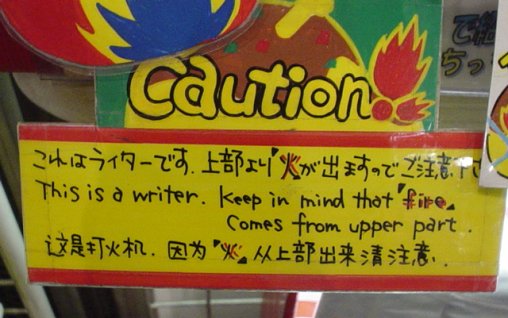 Caution!
これはライターです。上部より「火」が出ますのでご注意下さ
This is a writer. Keep in mind that "fire"
comes from upper part.
这是打火机. 因为"火"从上部出来清注意.